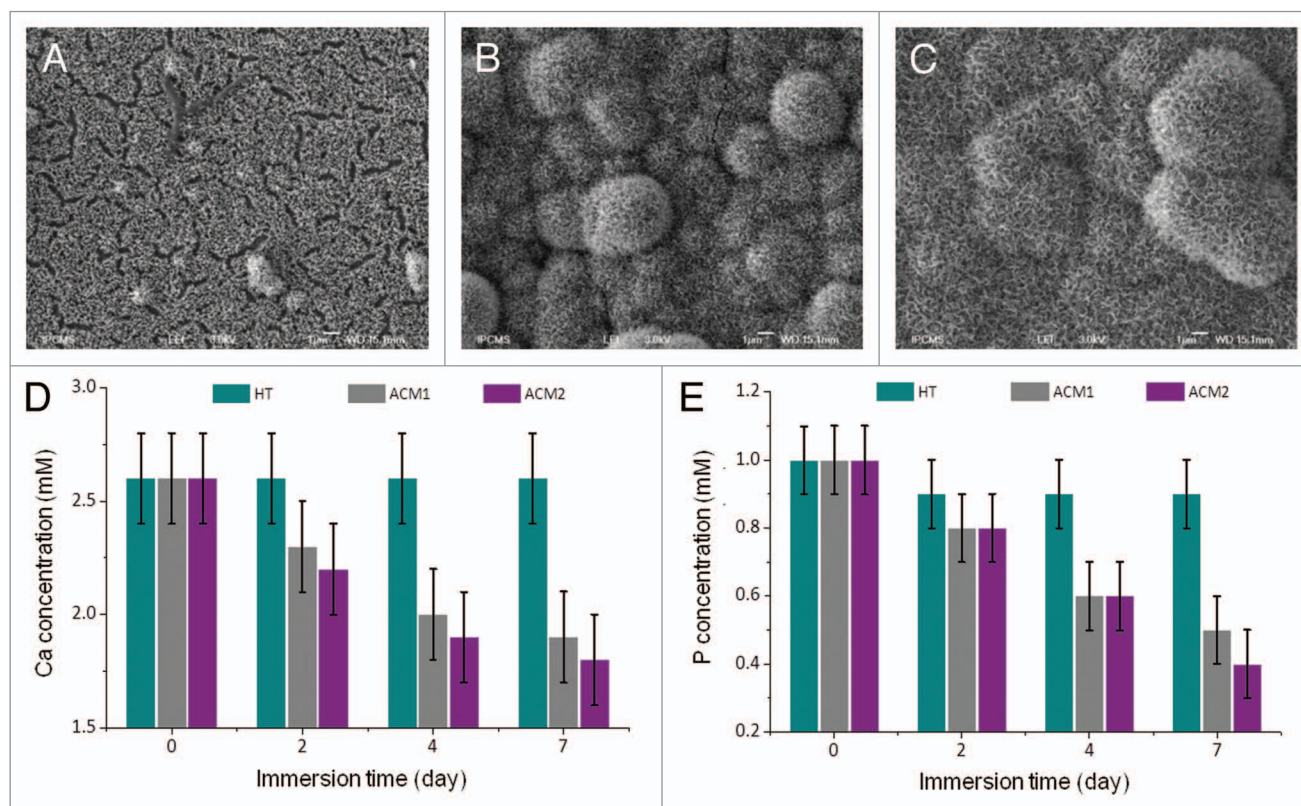 A
IPCMS LEI 3.0kV 1μm WD 15.1mm
B
IPCMS LEI 3.0kV 1μm WD 15.1mm
C
IPCMS LEI 3.0kV 1μm WD 15.1mm
D
HT ACM1 ACM2
Ca concentration (mM)
3.0
2.5
2.0
1.5
0 2 4 7
Immersion time (day)
E
HT ACM1 ACM2
P concentration (mM)
1.2
1.0
0.8
0.6
0.4
0.2
0 2 4 7
Immersion time (day)